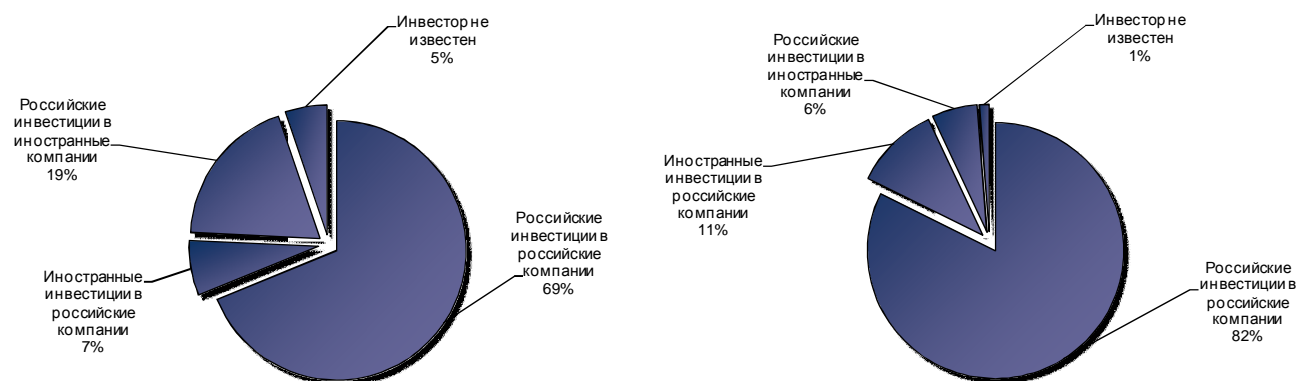 Инвестор не
известен
5%
Российские
инвестиции в
иностранные
компании
19%
Российские
инвестиции в
российские
компании
69%
Иностранные
инвестиции в
российские
компании
7%
Инвестор не
известен
1%
Российские
инвестиции в
иностранные
компании
6%
Иностранные
инвестиции в
российские
компании
11%
Российские
инвестиции в
российские
компании
82%